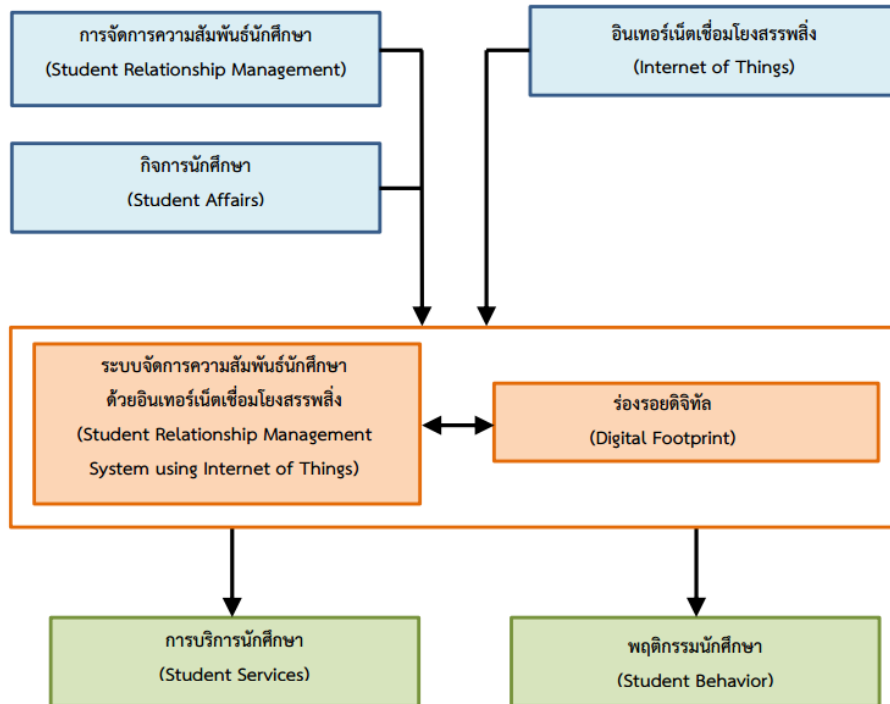 การจัดการความสัมพันธ์นักศึกษา
(Student Relationship Management)
อินเทอร์เน็ตเชื่อมโยงสรรพสิ่ง
(Internet of Things)
กิจการนักศึกษา
(Student Affairs)
ระบบจัดการความสัมพันธ์นักศึกษา
ด้วยอินเทอร์เน็ตเชื่อมโยงสรรพสิ่ง
(Student Relationship Management
System using Internet of Things)
ร่องรอยดิจิทัล
(Digital Footprint)
การบริการนักศึกษา
(Student Services)
พฤติกรรมนักศึกษา
(Student Behavior)